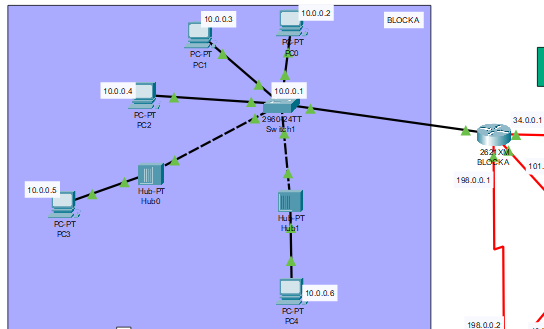 10.0.0.3
10.0.0.2
BLOCKA
PC-PT
PC1
PC-PT
PC0
10.0.0.4
10.0.0.1
PC-PT
PC2
2960-24TT
Switch1
34.0.0.1
2621XM
BLOCKA
101.
198.0.0.1
10.0.0.5
Hub-PT
Hub0
PC-PT
PC3
Hub-PT
Hub1
10.0.0.6
PC-PT
PC4
198.0.0.2